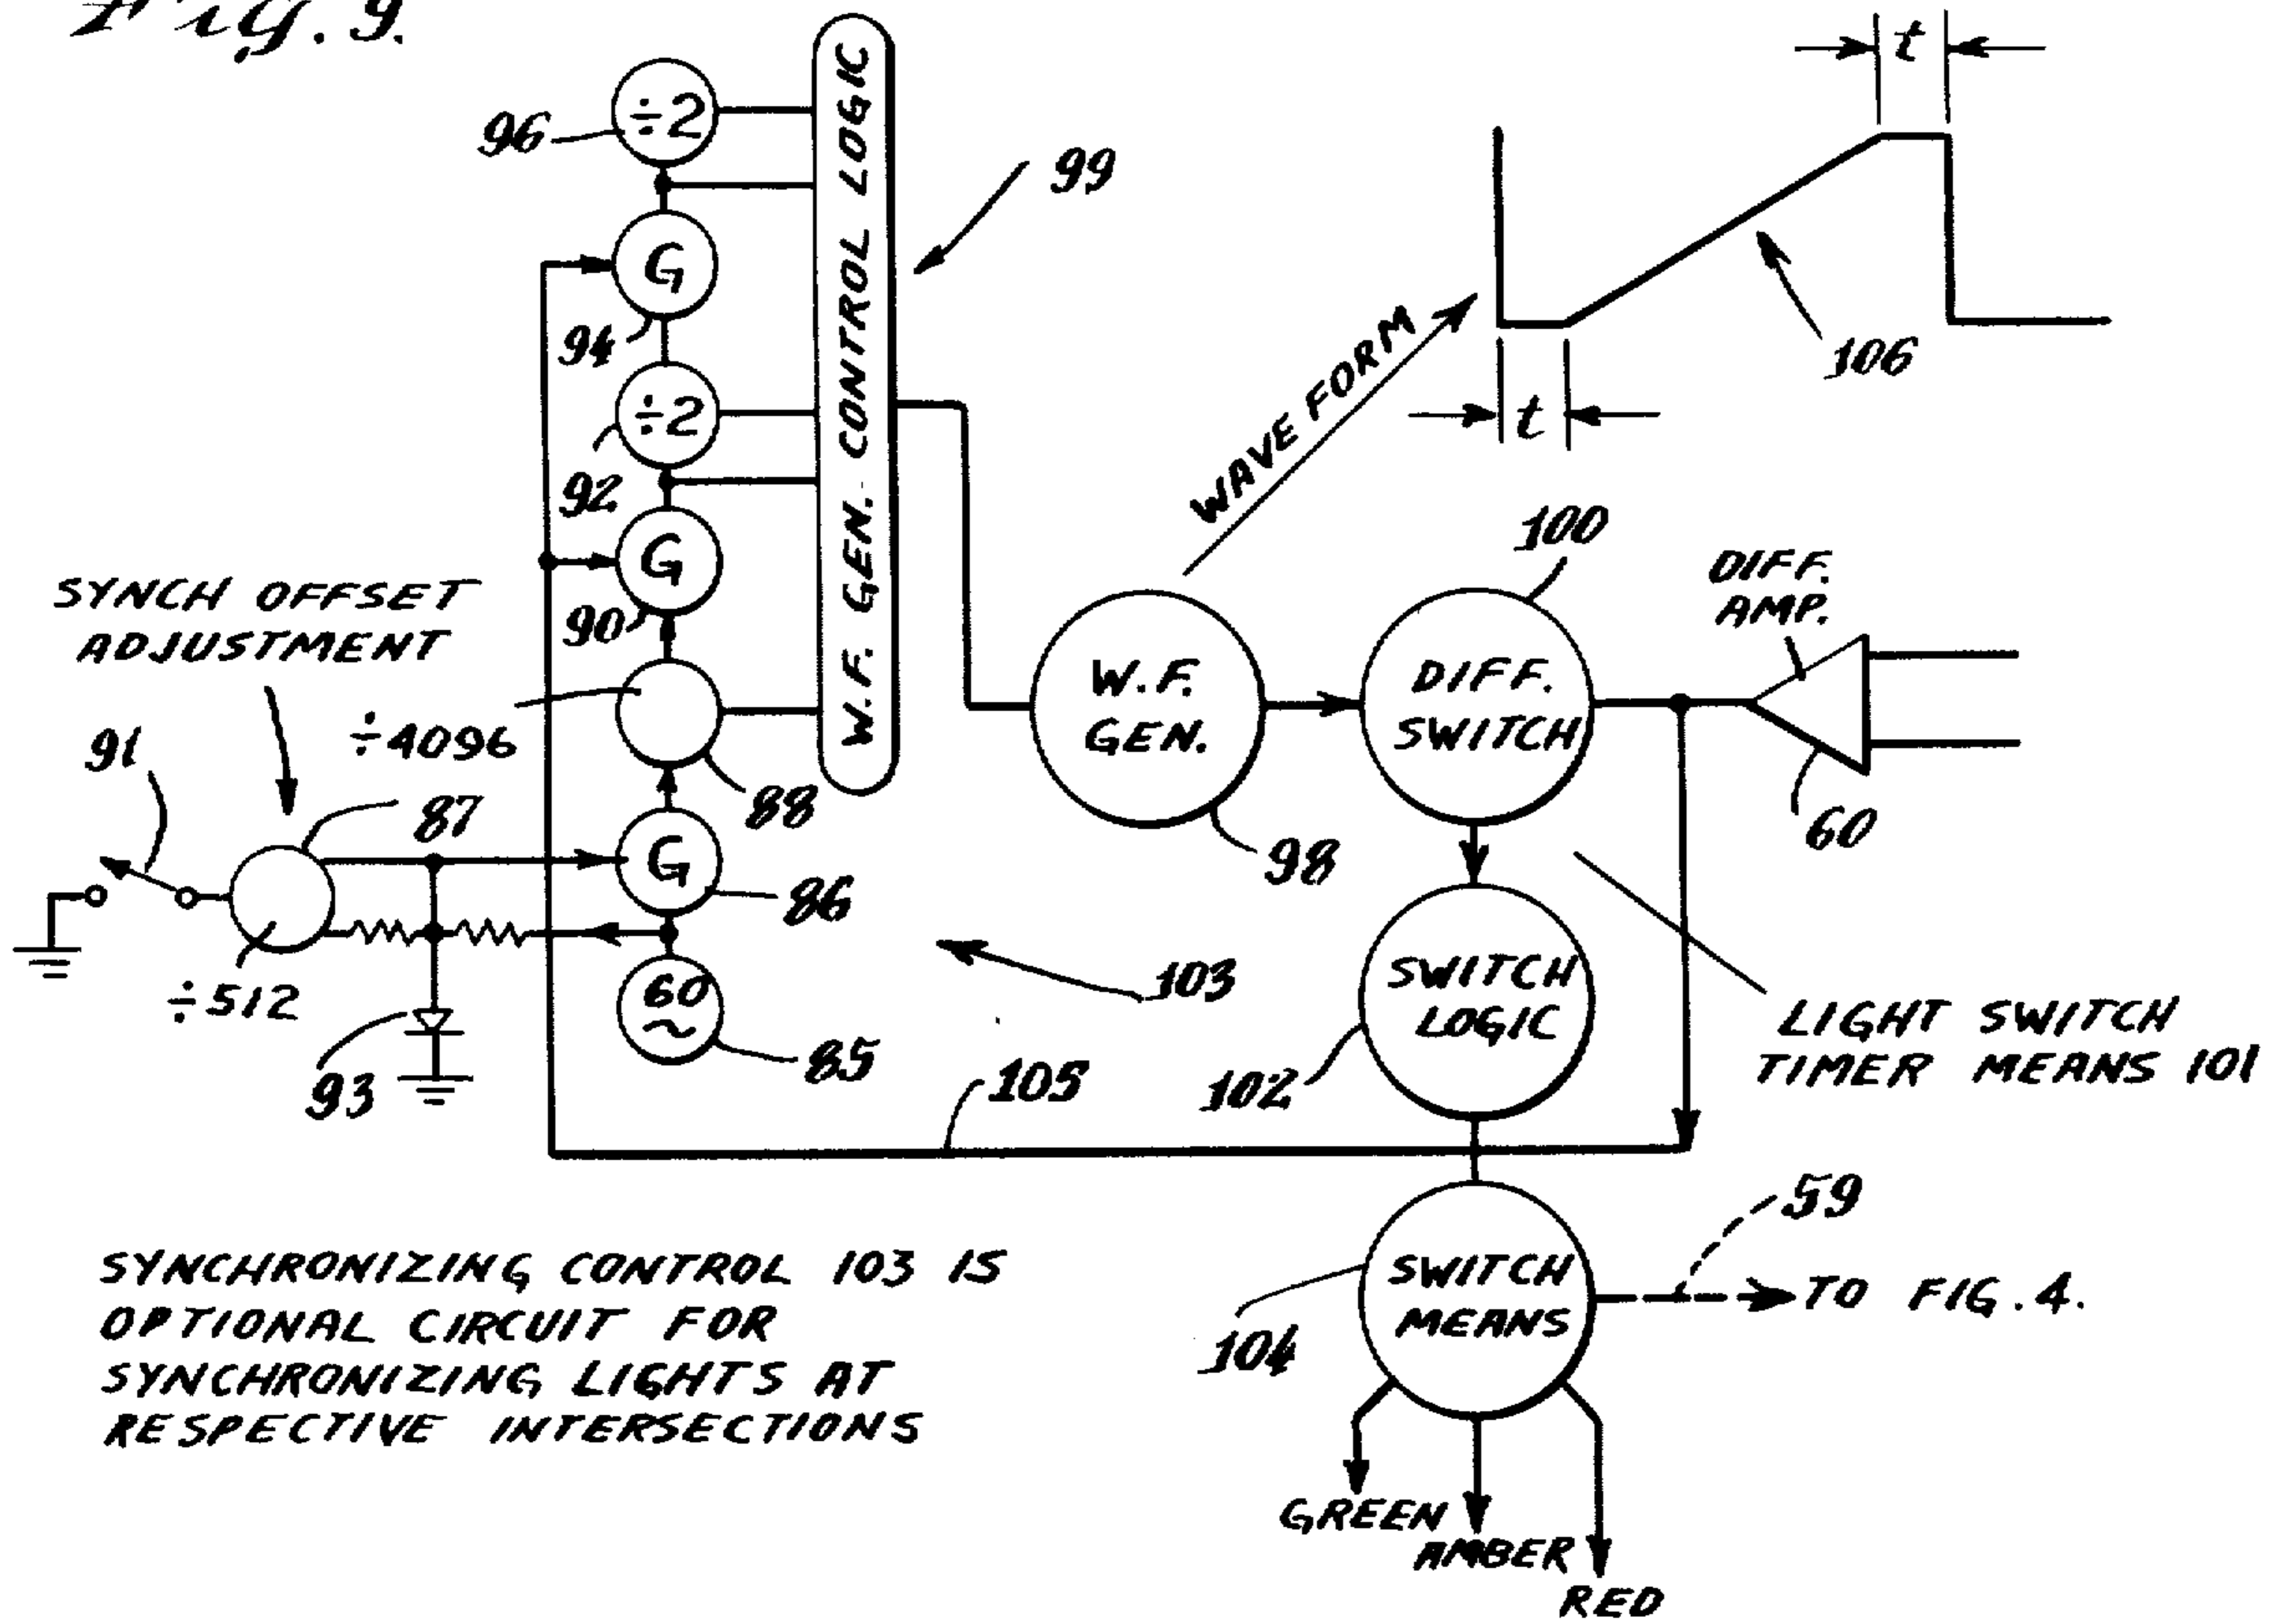 Fig. 9.
÷2
96
G
94
÷2
92
G
90
÷4096
88
G
86
60
~
85
W.F. GEN. CONTROL LOGIC
99
t
106
t
WAVE FORM
SYNCH OFFSET
ADJUSTMENT
91
87
÷512
93
103
105
W.F.
GEN.
98
100
DIFF.
SWITCH
DIFF.
AMP.
60
SWITCH
LOGIC
102
LIGHT SWITCH
TIMER MEANS 101
SWITCH
MEANS
104
59
TO FIG. 4.
GREEN
AMBER
RED
SYNCHRONIZING CONTROL 103 IS
OPTIONAL CIRCUIT FOR
SYNCHRONIZING LIGHTS AT
RESPECTIVE INTERSECTIONS